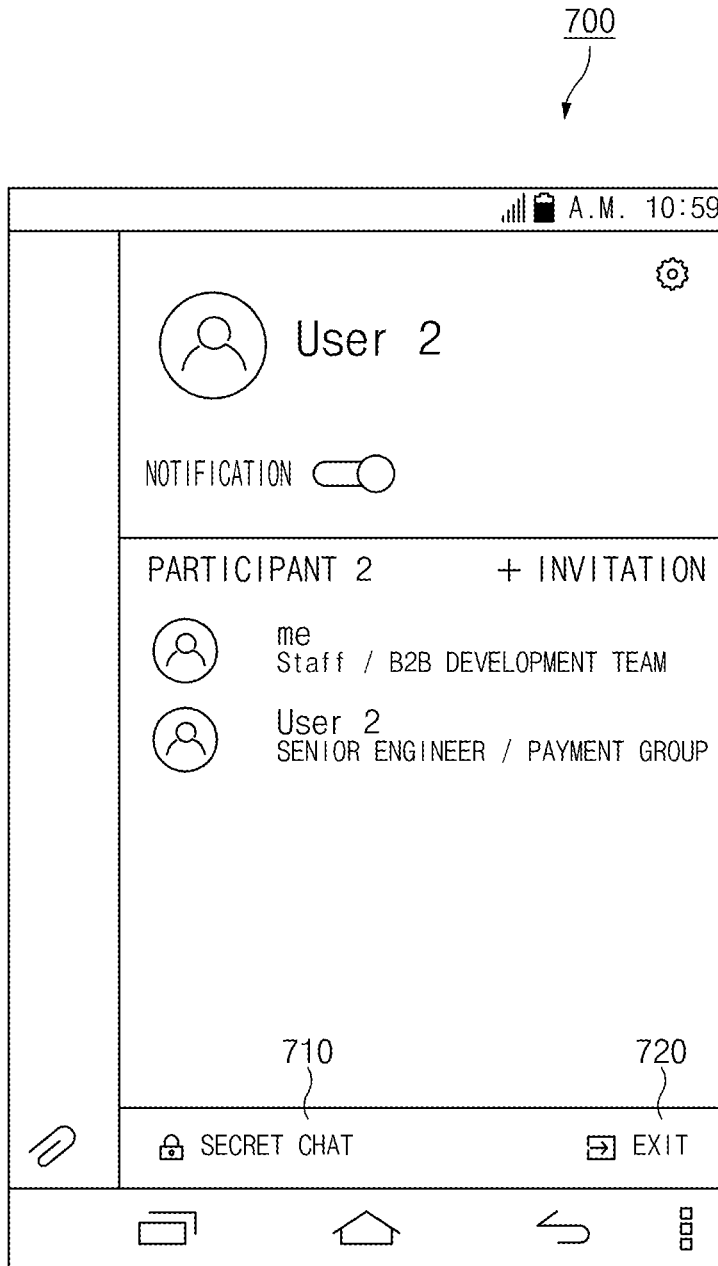 700
A.M. 10:59
User 2
NOTIFICATION
PARTICIPANT 2 + INVITATION
me
Staff / B2B DEVELOPMENT TEAM
User 2
SENIOR ENGINEER / PAYMENT GROUP
710 720
SECRET CHAT EXIT